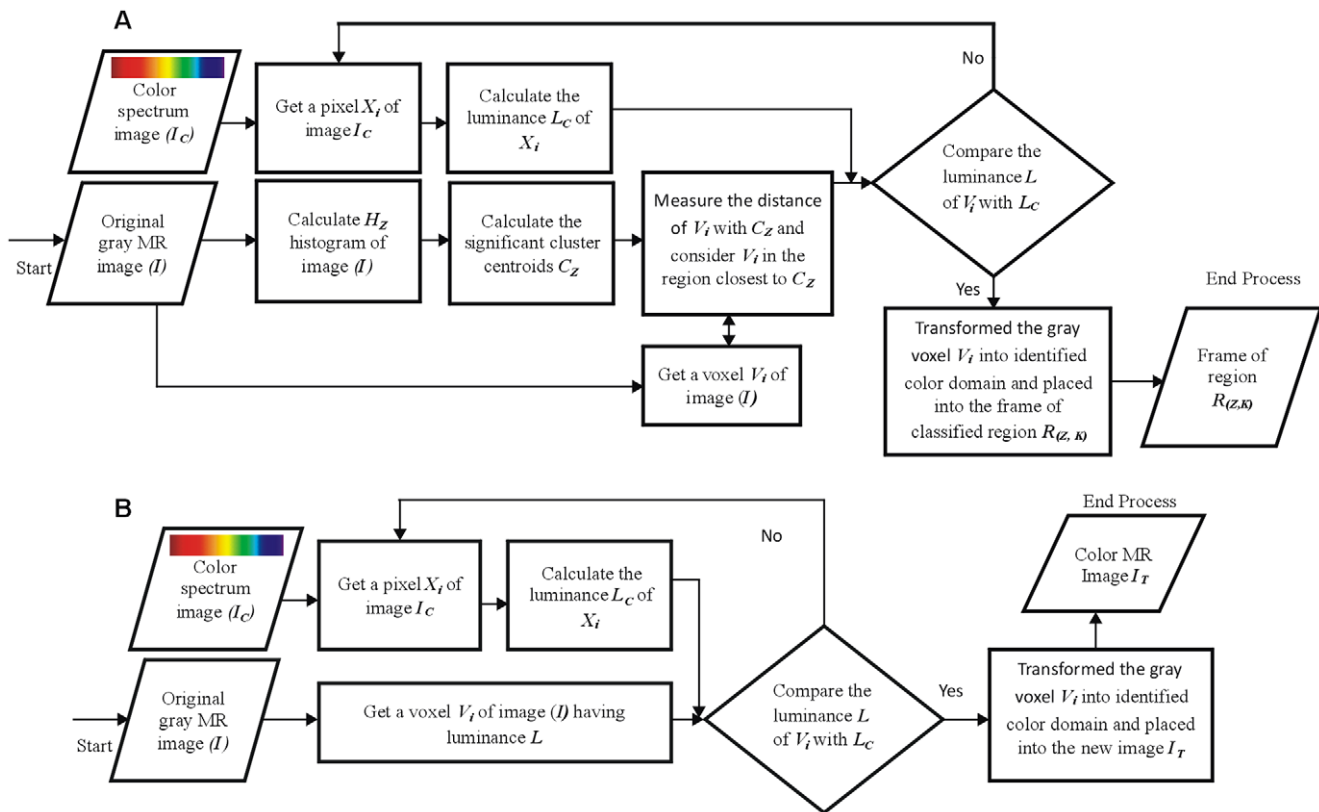 A
Color
spectrum
image (I_C)
Get a pixel X_i of
image I_C
Calculate the
luminance L_C of
X_i
No
Compare the
luminance L
of V_i with L_C
Yes
Start
Original
gray MR
image (I)
Calculate H_Z
histogram of
image (I)
Calculate the
significant cluster
centroids C_Z
Measure the distance
of V_i with C_Z and
consider V_i in the
region closest to C_Z
Get a voxel V_i of
image (I)
Transformed the gray
voxel V_i into identified
color domain and placed
into the frame of
classified region R_(Z, K)
End Process
Frame of
region
R_(Z,K)
B
Color
spectrum
image (I_C)
Get a pixel X_i of
image I_C
Calculate the
luminance L_C of
X_i
No
Start
Original
gray MR
image (I)
Get a voxel V_i of image (I) having
luminance L
Compare the
luminance L
of V_i with L_C
Yes
Transformed the gray
voxel V_i into identified
color domain and placed
into the new image I_T
End Process
Color MR
Image I_T